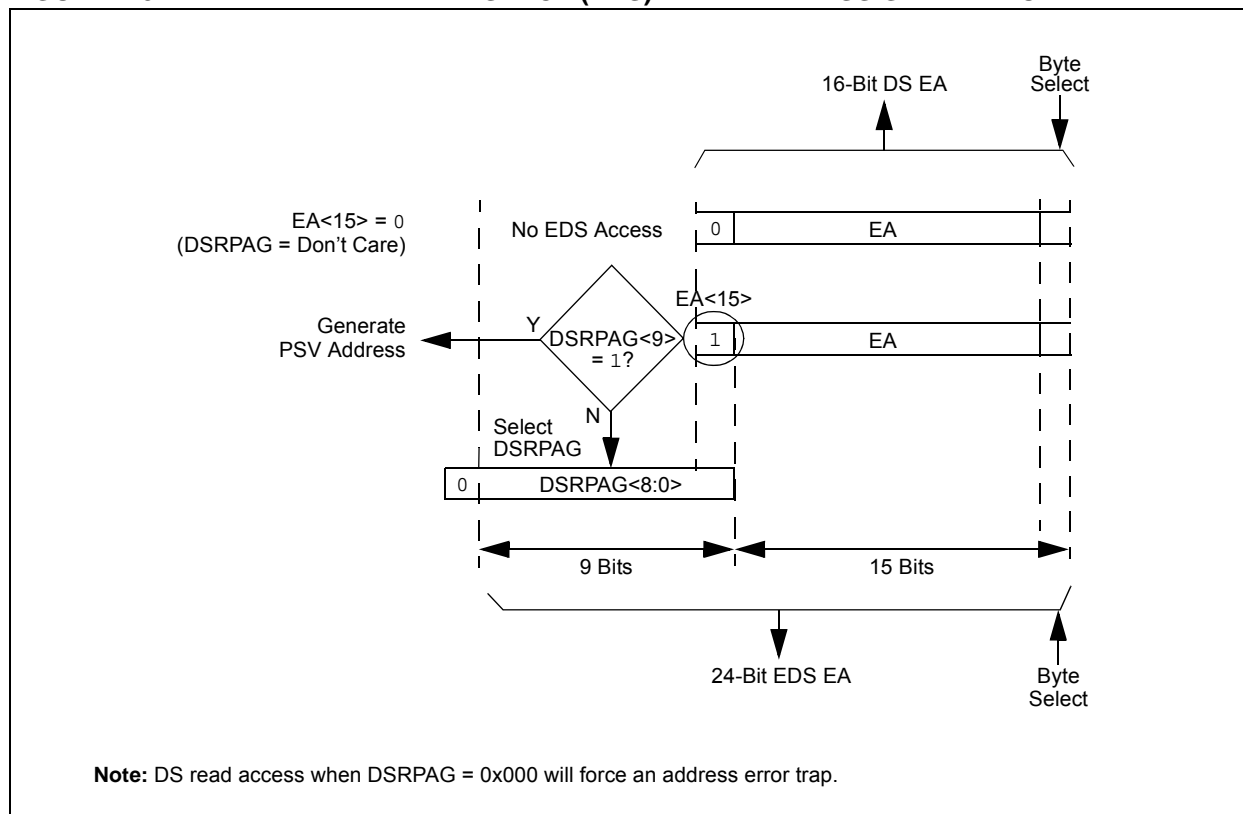 16-Bit DS EA
Byte
Select
EA<15> = 0
(DSRPAG = Don't Care)
No EDS Access
0
EA
EA<15>
Generate
PSV Address
Y
DSRPAG<9>
= 1?
1
EA
N
Select
DSRPAG
0
DSRPAG<8:0>
9 Bits
15 Bits
24-Bit EDS EA
Byte
Select
Note: DS read access when DSRPAG = 0x000 will force an address error trap.